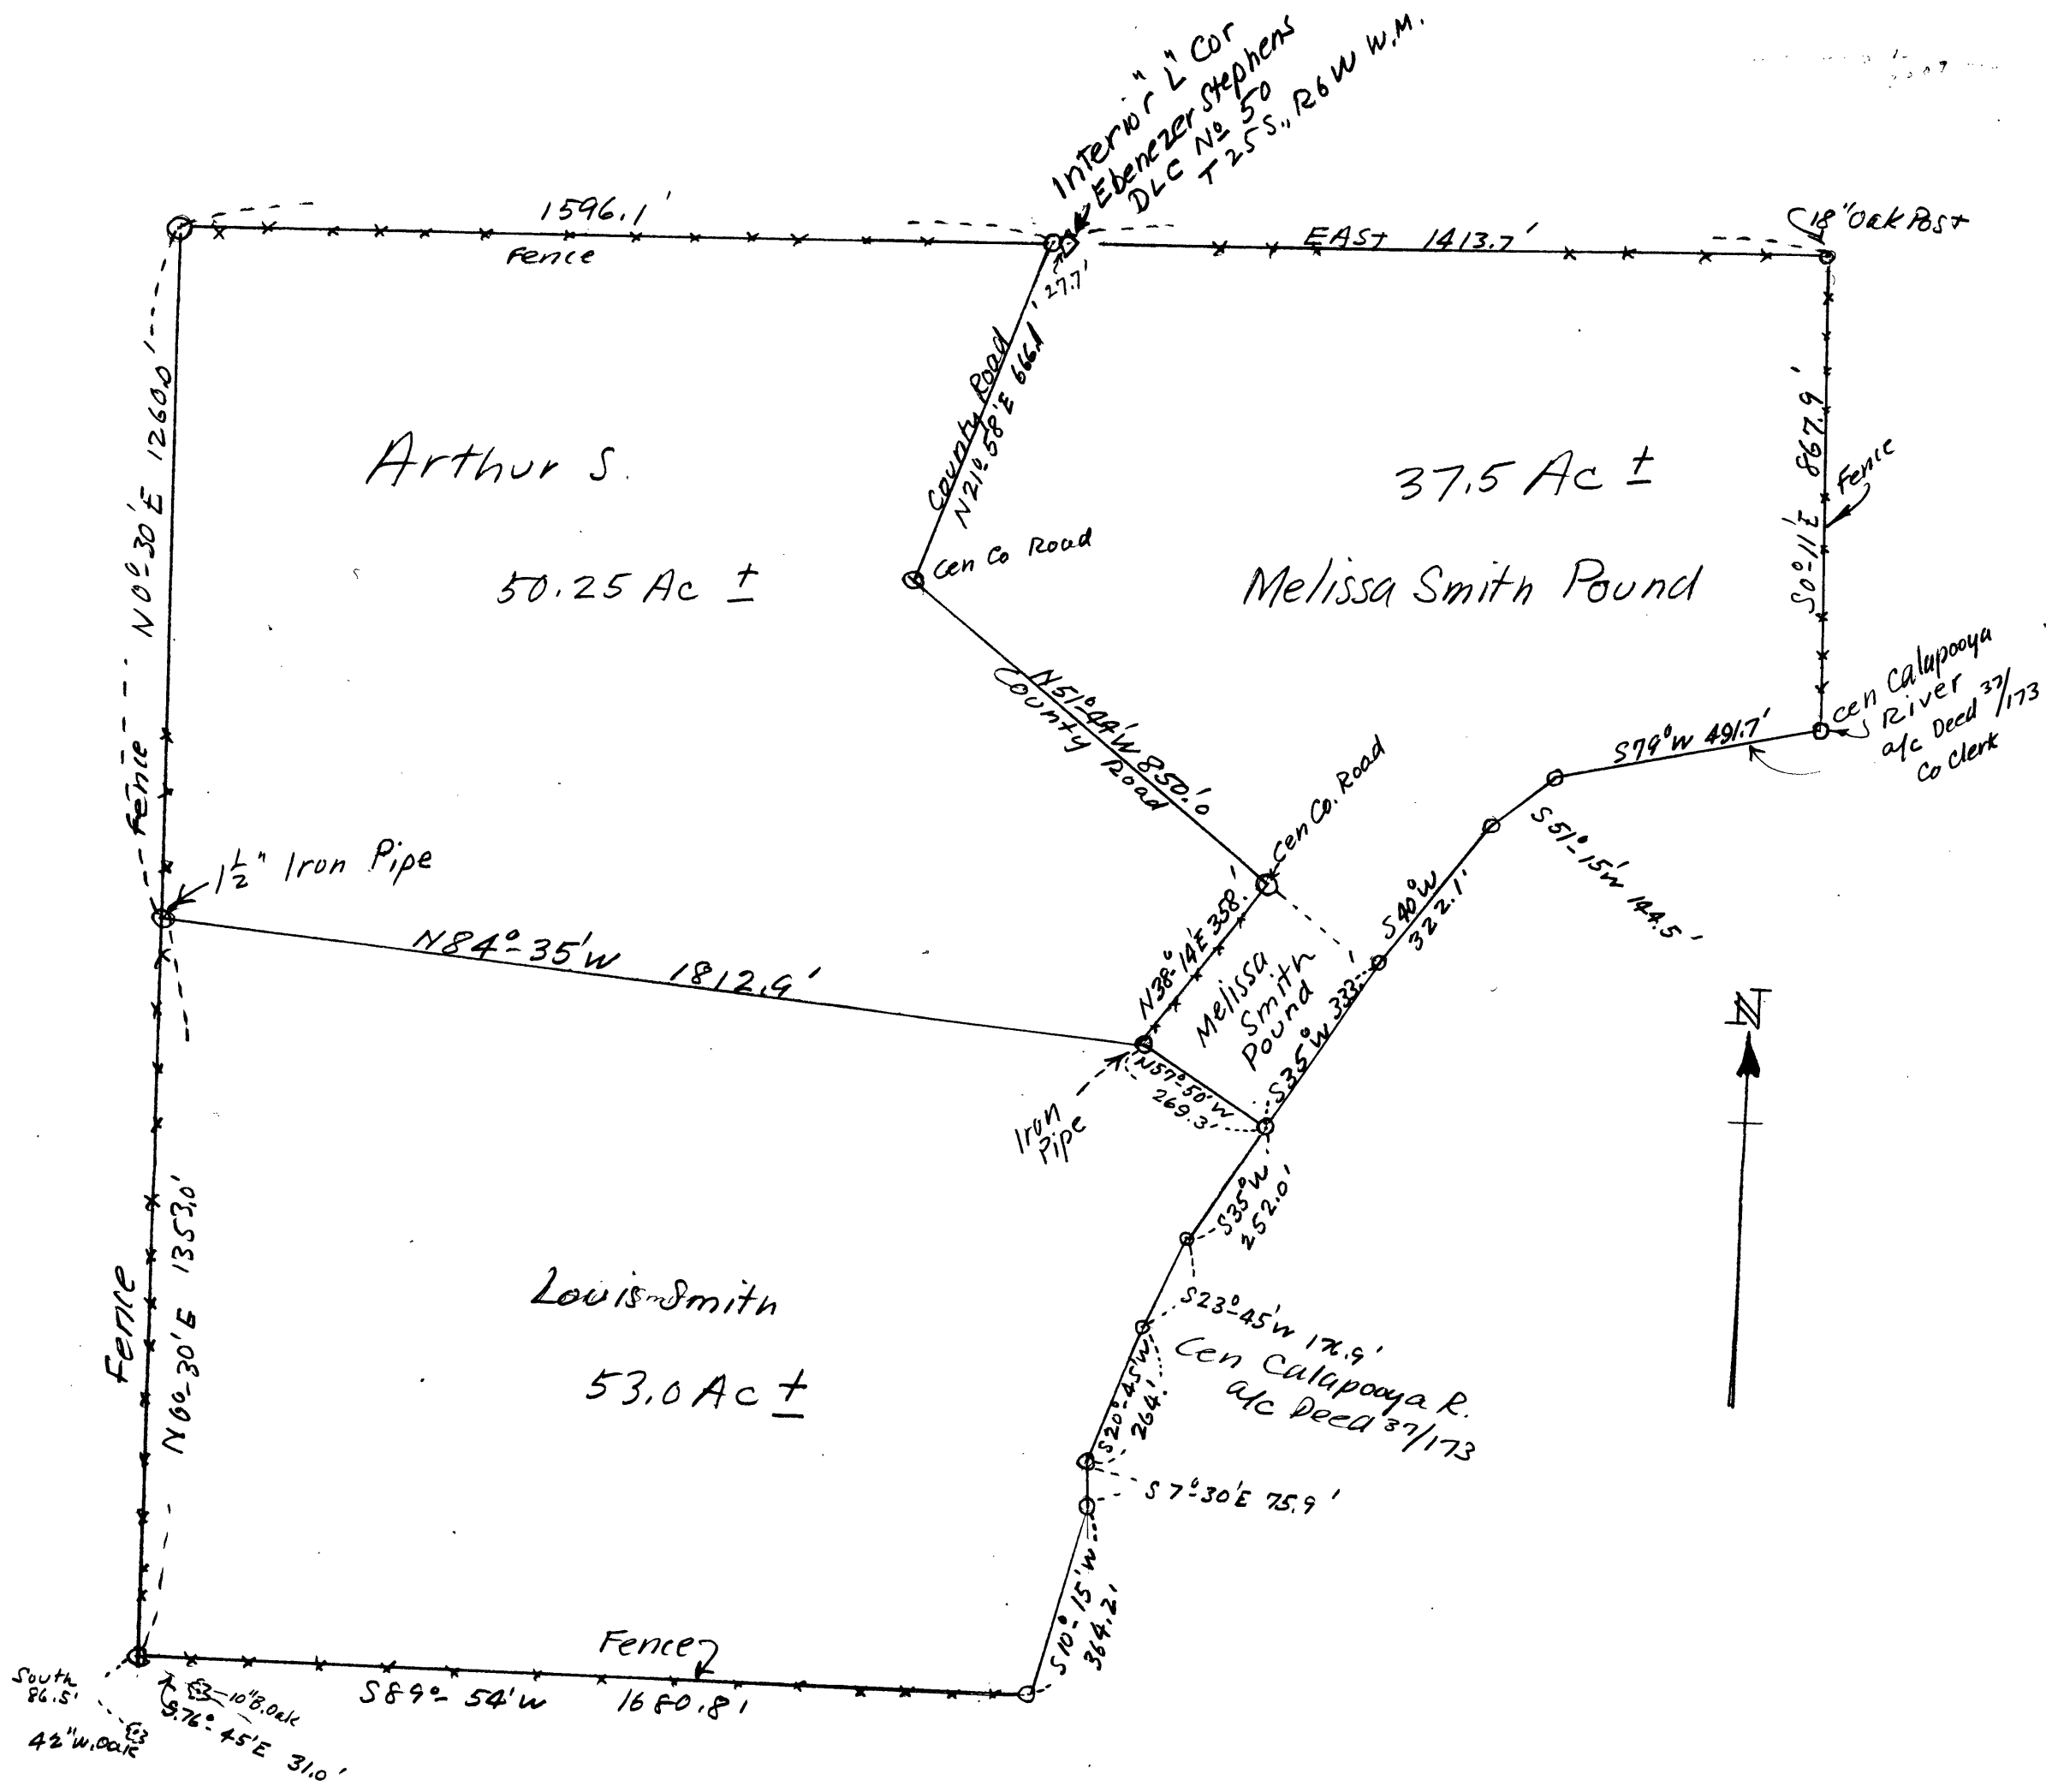 Interior "L" Cor
Ebenezer Stephens
DLC No 50
T 25 S., R6W W.M.
1596.1'
Fence
EASt 1413.7'
18" Oak Post
27.7'
County Road
N21°-58'E 666.1'
Cen Co Road
N0°-30'E 1260.0'
Fence
Arthur S.
50.25 Ac ±
37.5 Ac ±
Melissa Smith Pound
S0°-11'E 867.9'
Fence
Cen Calapooya
River
a/c Deed 37/173
Co Clerk
S79°W 491.7'
N51°-44'W 850.'0
County Road
Cen Co. Road
S51°-15'W 144.5'
S40°W
322.1'
1½" Iron Pipe
N84°-35'W 1812.9'
N38°-14'E 358.'
Melissa
Smith
Pound
S35°W 333.'
N57°-50'W
269.3'
Iron
Pipe
N
S35°W
252.0'
S23°-45'W
Cen Calapooya R.
a/c Deed 37/173
S20°-45'W
264.'
S7°-30'E 75.9'
S10°-15'W
364.2'
Fence
N0°-30'E 1353.0'
Louis Smith
53.0 Ac ±
Fence
S89°-54'W 1680.8'
South
86.5'
42" W.Oak
10" B.Oak
S.76°-45'E 31.0'